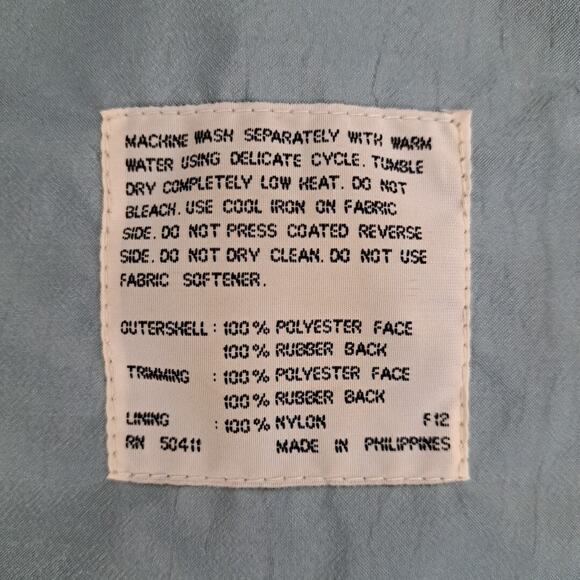 MACHINE WASH SEPARATELY WITH WARM
WATER USING DELICATE CYCLE. TUMBLE
DRY COMPLETELY LOW HEAT. DO NOT
BLEACH. USE COOL IRON ON FABRIC
SIDE. DO NOT PRESS COATED REVERSE
SIDE. DO NOT DRY CLEAN. DO NOT USE
FABRIC SOFTENER.
OUTERSHELL : 100% POLYESTER FACE
100% RUBBER BACK
TRIMMING : 100% POLYESTER FACE
100% RUBBER BACK
LINING : 100% NYLON F12
RN 50411 MADE IN PHILIPPINES